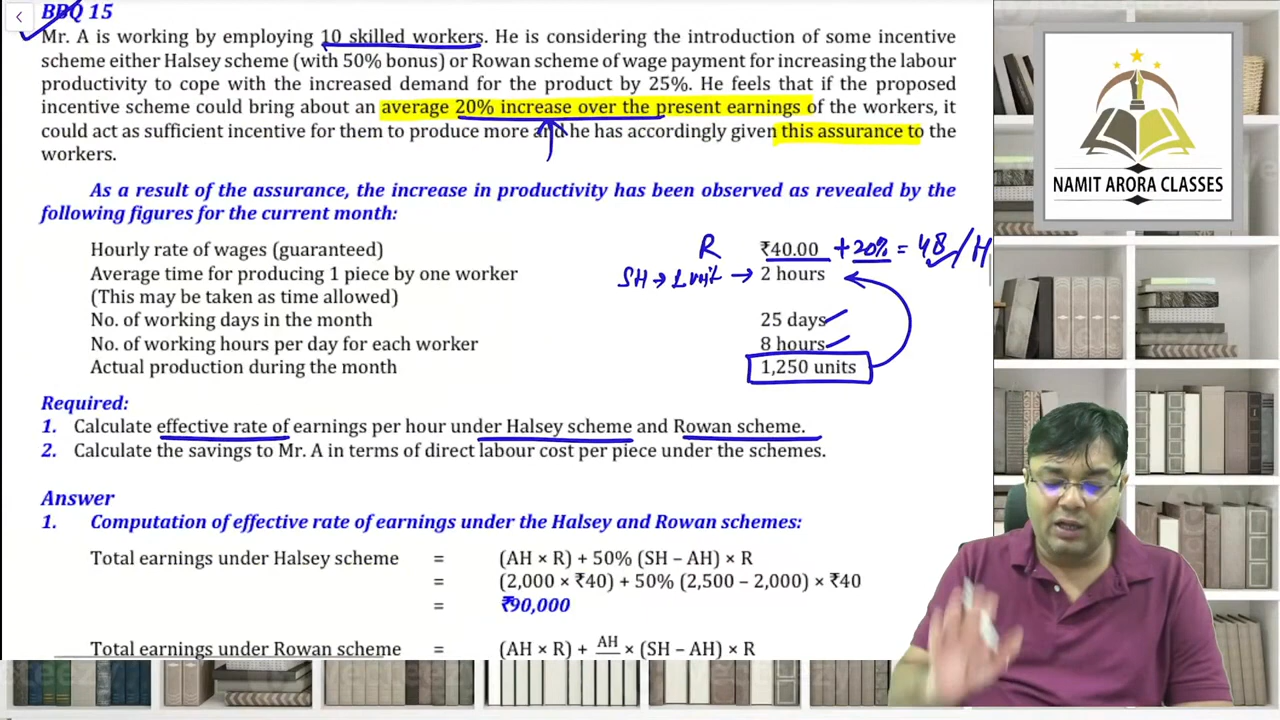 BBQ 15
Mr. A is working by employing 10 skilled workers. He is considering the introduction of some incentive
scheme either Halsey scheme (with 50% bonus) or Rowan scheme of wage payment for increasing the labour
productivity to cope with the increased demand for the product by 25%. He feels that if the proposed
incentive scheme could bring about an average 20% increase over the present earnings of the workers, it
could act as sufficient incentive for them to produce more and he has accordingly given this assurance to the
workers.
As a result of the assurance, the increase in productivity has been observed as revealed by the
following figures for the current month:
Hourly rate of wages (guaranteed) R ₹40.00 +20% = 48/H
Average time for producing 1 piece by one worker SH → 1 unit → 2 hours
(This may be taken as time allowed)
No. of working days in the month 25 days
No. of working hours per day for each worker 8 hours
Actual production during the month 1,250 units
Required:
1. Calculate effective rate of earnings per hour under Halsey scheme and Rowan scheme.
2. Calculate the savings to Mr. A in terms of direct labour cost per piece under the schemes.
Answer
1. Computation of effective rate of earnings under the Halsey and Rowan schemes:
Total earnings under Halsey scheme = (AH × R) + 50% (SH – AH) × R
= (2,000 × ₹40) + 50% (2,500 – 2,000) × ₹40
= ₹90,000
Total earnings under Rowan scheme = (AH × R) + AH × (SH – AH) × R
NAMIT ARORA CLASSES